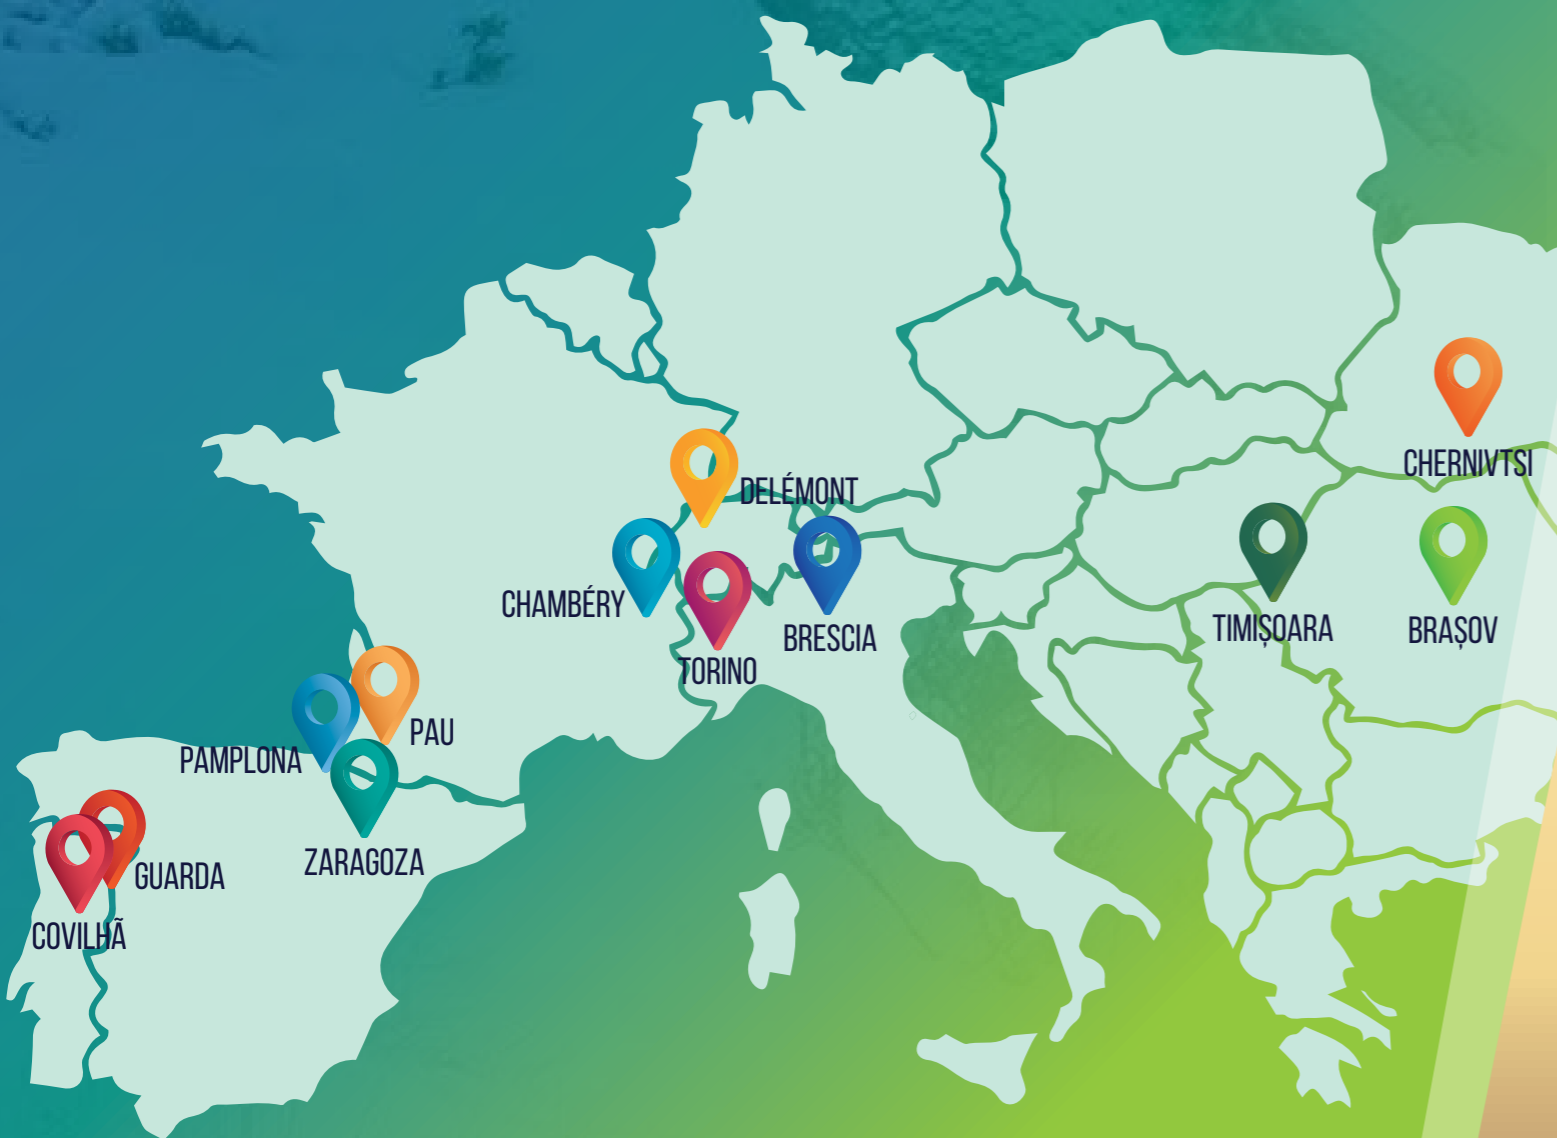 CHERNIVTSI
DELÉMONT
CHAMBÉRY
TIMIȘOARA
BRAȘOV
BRESCIA
TORINO
PAU
PAMPLONA
ZARAGOZA
GUARDA
COVILHÃ